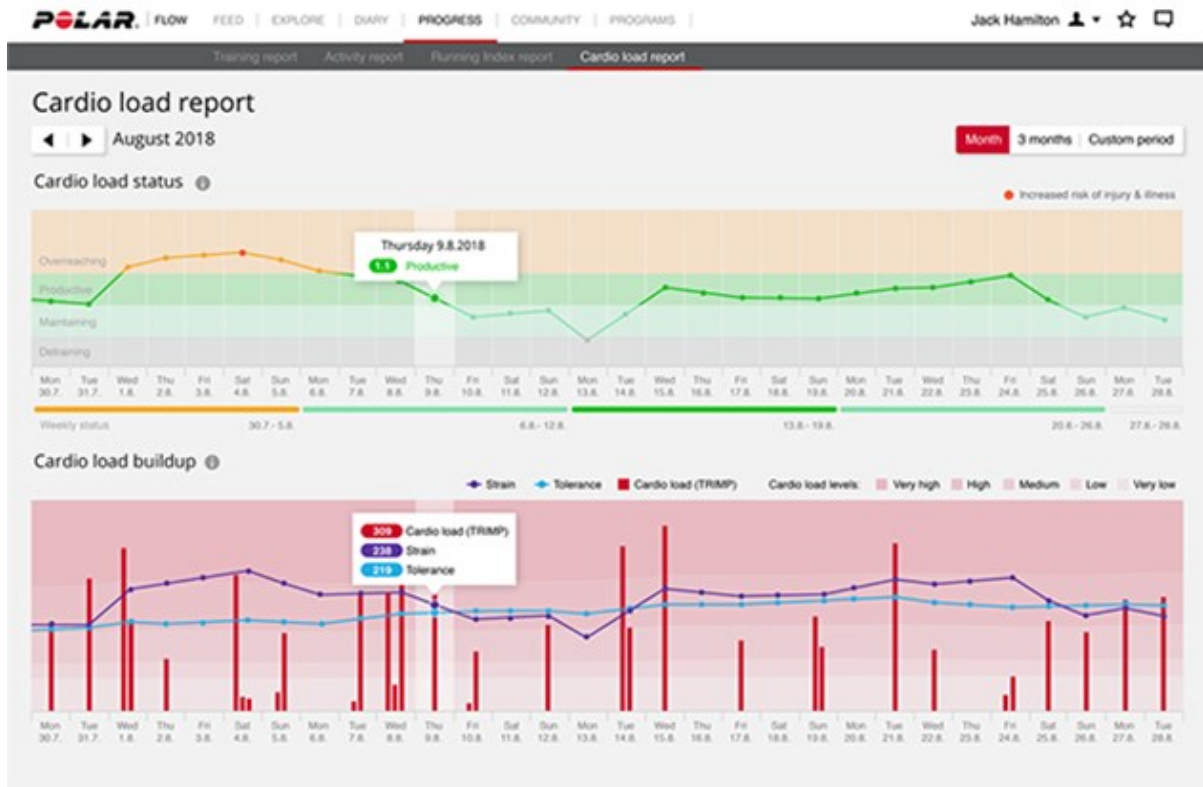 POLAR. FLOW FEED EXPLORE DIARY PROGRESS COMMUNITY PROGRAMS Jack Hamilton
Training report Activity report Running Index report Cardio load report
Cardio load report
August 2018 Month 3 months Custom period
Cardio load status
Increased risk of injury & illness
Thursday 9.8.2018
1.1 Productive
Overreaching
Productive
Maintaining
Detraining
Mon Tue Wed Thu Fri Sat Sun Mon Tue Wed Thu Fri Sat Sun Mon Tue Wed Thu Fri Sat Sun Mon Tue Wed Thu Fri Sat Sun Mon Tue
30.7. 31.7. 1.8. 2.8. 3.8. 4.8. 5.8. 6.8. 7.8. 8.8. 9.8. 10.8. 11.8. 12.8. 13.8. 14.8. 15.8. 16.8. 17.8. 18.8. 19.8. 20.8. 21.8. 22.8. 23.8. 24.8. 25.8. 26.8. 27.8. 28.8.
Weekly status 30.7 - 5.8. 6.8 - 12.8. 13.8 - 19.8. 20.8 - 26.8. 27.8 - 28.8.
Cardio load buildup
Strain Tolerance Cardio load (TRIMP) Cardio load levels: Very high High Medium Low Very low
309 Cardio load (TRIMP)
238 Strain
219 Tolerance
Mon Tue Wed Thu Fri Sat Sun Mon Tue Wed Thu Fri Sat Sun Mon Tue Wed Thu Fri Sat Sun Mon Tue Wed Thu Fri Sat Sun Mon Tue
30.7. 31.7. 1.8. 2.8. 3.8. 4.8. 5.8. 6.8. 7.8. 8.8. 9.8. 10.8. 11.8. 12.8. 13.8. 14.8. 15.8. 16.8. 17.8. 18.8. 19.8. 20.8. 21.8. 22.8. 23.8. 24.8. 25.8. 26.8. 27.8. 28.8.